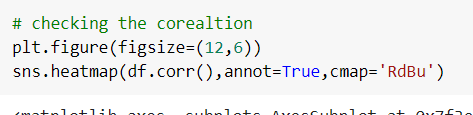 # checking the corealtion
plt.figure(figsize=(12,6))
sns.heatmap(df.corr(),annot=True,cmap='RdBu')